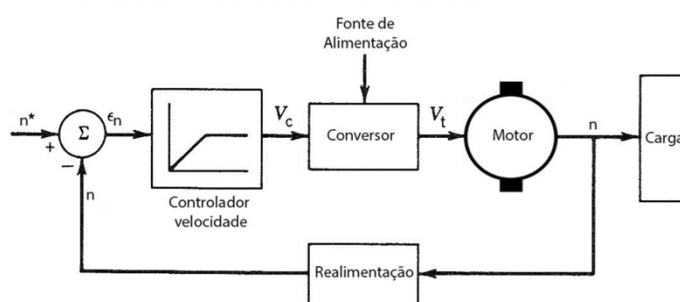 Fonte de
Alimentação
n*
+
Σ
−
ϵn
Vc
Conversor
Vt
Motor
n
Carga
Controlador
velocidade
n
Realimentação